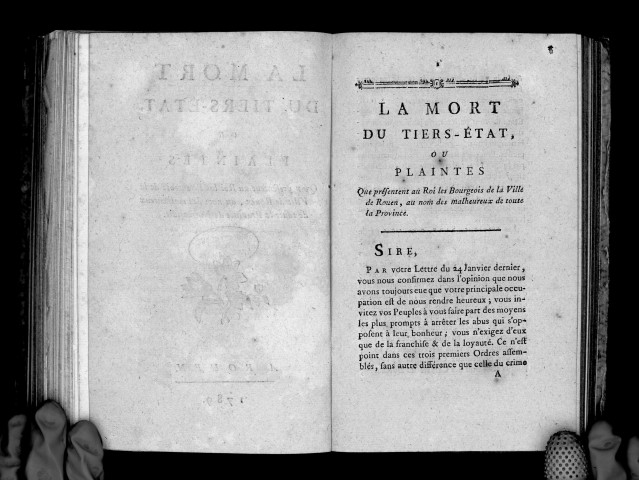 LA MORT
DU TIERS-ÉTAT,
OU
PLAINTES
Que présentent au Roi les Bourgeois de la Ville
de Rouen, au nom des malheureux de toute
la Province.
SIRE,
PAR votre Lettre du 24 Janvier dernier,
vous nous confirmez dans l'opinion que nous
avons toujours eue que votre principale occu-
pation est de nous rendre heureux ; vous in-
vitez vos Peuples à vous faire part des moyens
les plus prompts à arrêter les abus qui s'op-
posent à leur bonheur ; vous n'exigez d'eux
que de la franchise & de la loyauté. Ce n'est
point dans ces trois premiers Ordres assem-
blés, sans autre différence que celle du crime
A